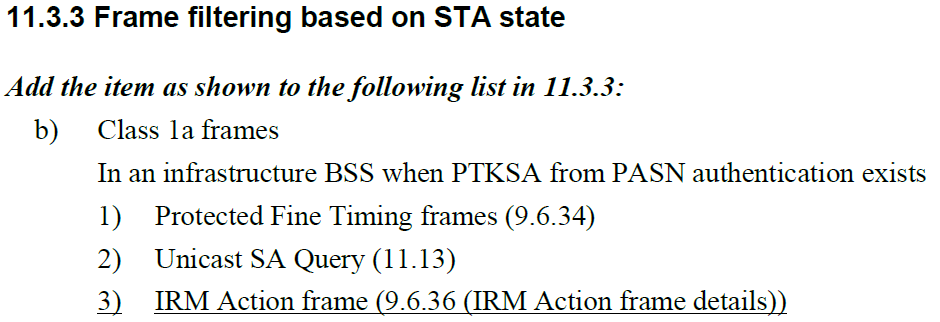 11.3.3 Frame filtering based on STA state
Add the item as shown to the following list in 11.3.3:
b) Class 1a frames
In an infrastructure BSS when PTKSA from PASN authentication exists
1) Protected Fine Timing frames (9.6.34)
2) Unicast SA Query (11.13)
3) IRM Action frame (9.6.36 (IRM Action frame details))